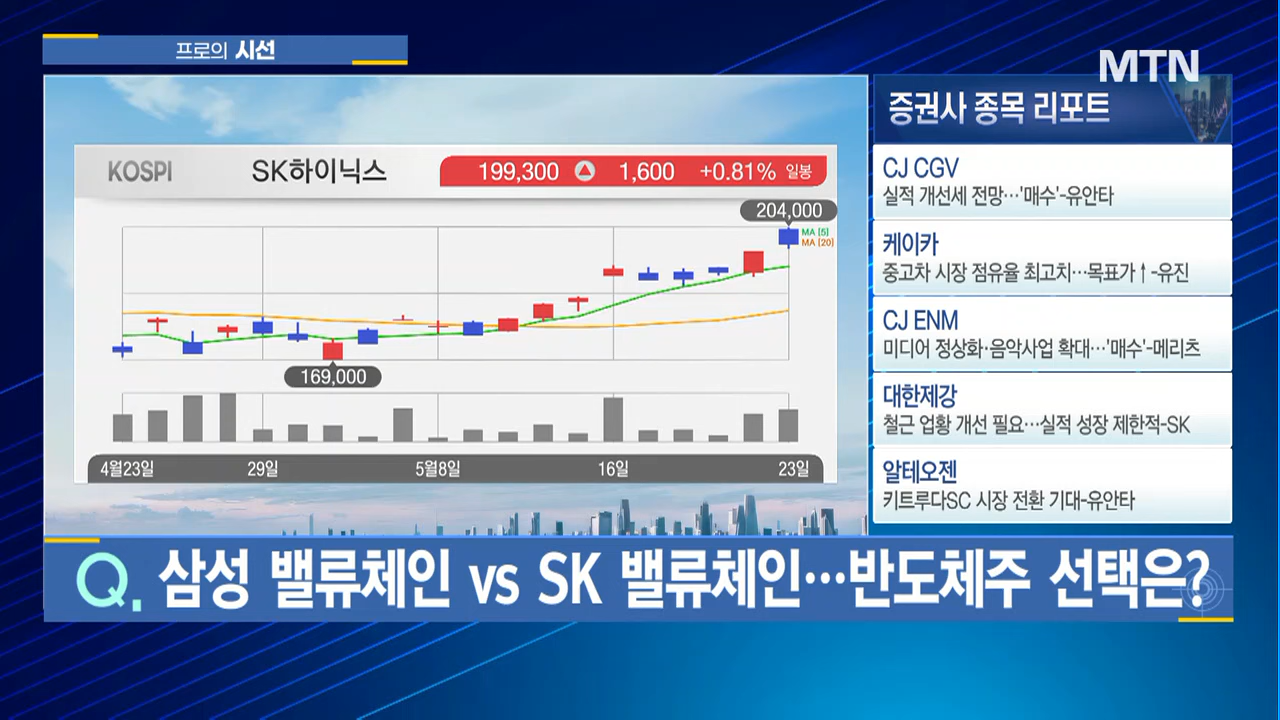 프로의 시선
MTN
KOSPI SK하이닉스 199,300 1,600 +0.81% 일봉
204,000
MA [5]
MA [20]
169,000
4월23일 29일 5월8일 16일 23일
증권사 종목 리포트
CJ CGV
실적 개선세 전망…'매수'-유안타
케이카
중고차 시장 점유율 최고치…목표가↑-유진
CJ ENM
미디어 정상화·음악사업 확대…'매수'-메리츠
대한제강
철근 업황 개선 필요…실적 성장 제한적-SK
알테오젠
키트루다SC 시장 전환 기대-유안타
Q. 삼성 밸류체인 vs SK 밸류체인…반도체주 선택은?